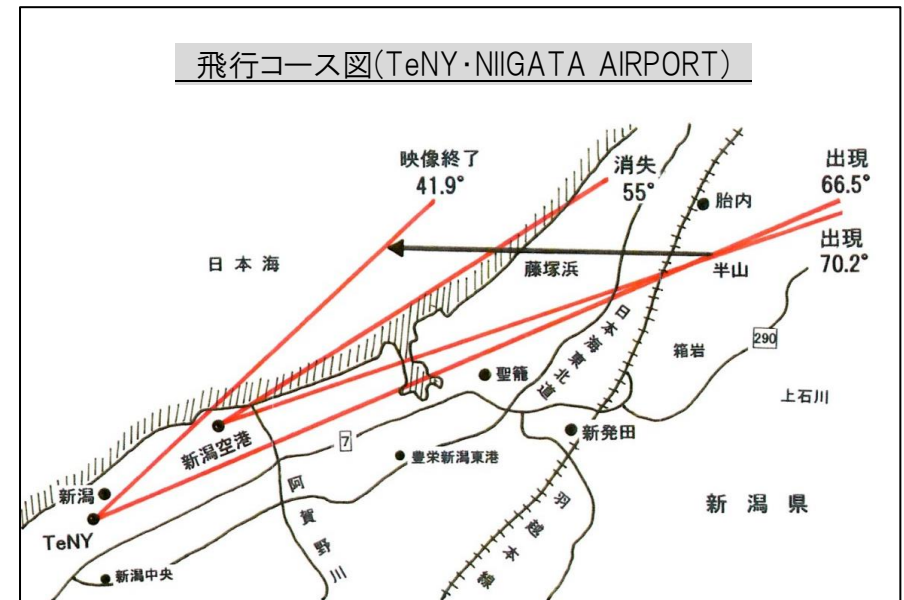 飛行コース図(TeNY･NIIGATA AIRPORT)
映像終了
41.9°
消失
55°
出現
66.5°
胎内
出現
70.2°
日本海
藤塚浜
半山
日本海東北道
箱岩
290
聖籠
上石川
新発田
新潟空港
7
豊栄新潟東港
新潟
阿賀野川
羽越本線
新潟県
TeNY
新潟中央